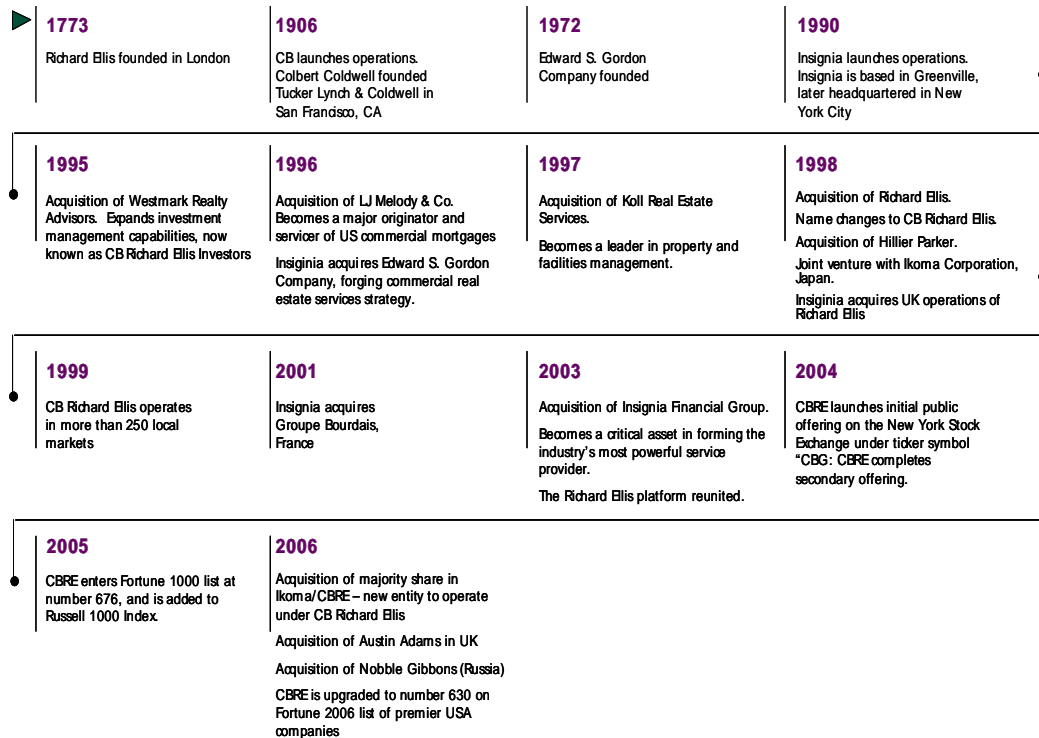 1773
Richard Ellis founded in London
1906
CB launches operations.
Colbert Coldwell founded
Tucker Lynch & Coldwell in
San Francisco, CA
1972
Edward S. Gordon
Company founded
1990
Insignia launches operations.
Insignia is based in Greenville,
later headquartered in New
York City
1995
Acquisition of Westmark Realty
Advisors. Expands investment
management capabilities, now
known as CB Richard Ellis Investors
1996
Acquisition of LJ Melody & Co.
Becomes a major originator and
servicer of US commercial mortgages
Insiginia acquires Edward S. Gordon
Company, forging commercial real
estate services strategy.
1997
Acquisition of Koll Real Estate
Services.
Becomes a leader in property and
facilities management.
1998
Acquisition of Richard Ellis.
Name changes to CB Richard Ellis.
Acquisition of Hillier Parker.
Joint venture with Ikoma Corporation,
Japan.
Insiginia acquires UK operations of
Richard Ellis
1999
CB Richard Ellis operates
in more than 250 local
markets
2001
Insignia acquires
Groupe Bourdais,
France
2003
Acquisition of Insignia Financial Group.
Becomes a critical asset in forming the
industry's most powerful service
provider.
The Richard Ellis platform reunited.
2004
CBRE launches initial public
offering on the New York Stock
Exchange under ticker symbol
“CBG: CBRE completes
secondary offering.
2005
CBRE enters Fortune 1000 list at
number 676, and is added to
Russell 1000 Index.
2006
Acquisition of majority share in
Ikoma/CBRE – new entity to operate
under CB Richard Ellis
Acquisition of Austin Adams in UK
Acquisition of Nobble Gibbons (Russia)
CBRE is upgraded to number 630 on
Fortune 2006 list of premier USA
companies